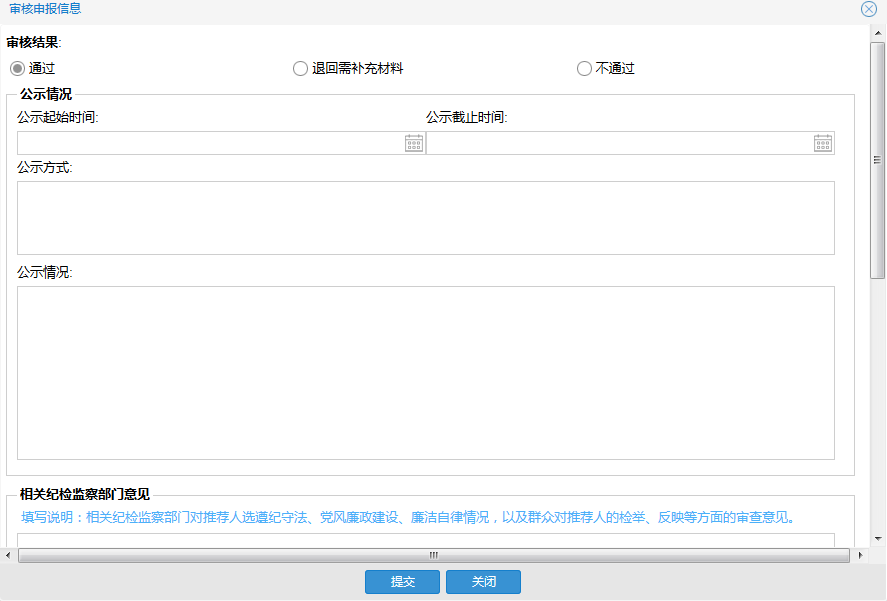 审核申报信息
审核结果:
通过 退回需补充材料 不通过
公示情况
公示起始时间: 公示截止时间:
公示方式:
公示情况:
相关纪检监察部门意见
填写说明：相关纪检监察部门对推荐人选遵纪守法、党风廉政建设、廉洁自律情况，以及群众对推荐人的检举、反映等方面的审查意见。
提交 关闭